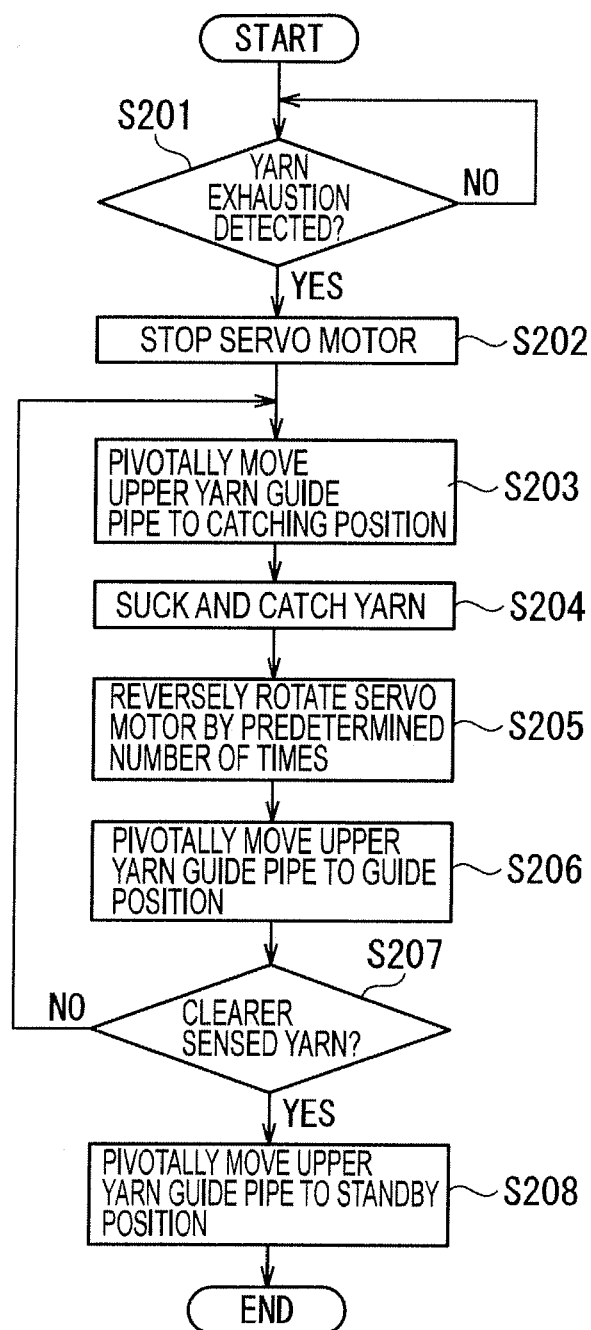 START
S201
YARN
EXHAUSTION
DETECTED?
NO
YES
STOP SERVO MOTOR
S202
PIVOTALLY MOVE
UPPER YARN GUIDE
PIPE TO CATCHING POSITION
S203
SUCK AND CATCH YARN
S204
REVERSELY ROTATE SERVO
MOTOR BY PREDETERMINED
NUMBER OF TIMES
S205
PIVOTALLY MOVE UPPER
YARN GUIDE PIPE TO GUIDE
POSITION
S206
S207
NO
CLEARER
SENSED YARN?
YES
PIVOTALLY MOVE UPPER
YARN GUIDE PIPE TO STANDBY
POSITION
S208
END